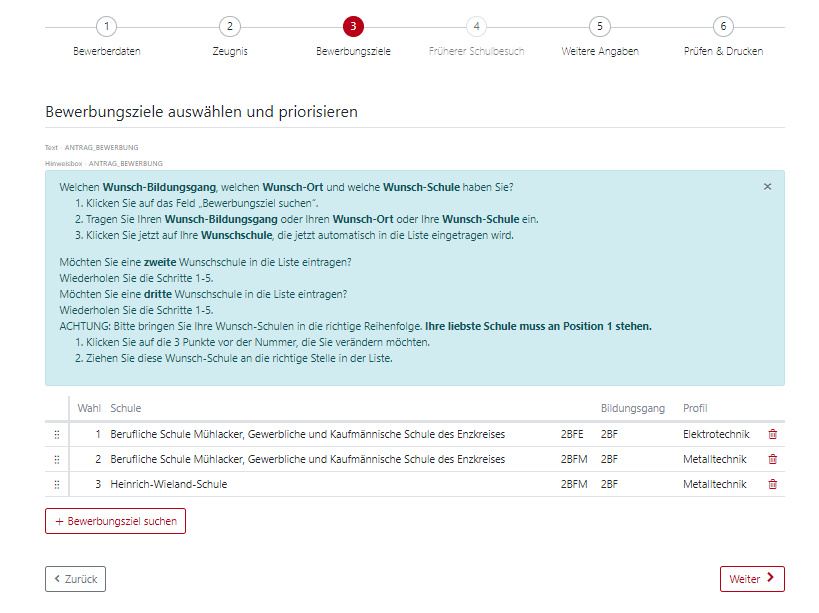 1 2 3 4 5 6
Bewerberdaten Zeugnis Bewerbungsziele Früherer Schulbesuch Weitere Angaben Prüfen & Drucken
Bewerbungsziele auswählen und priorisieren
Text · ANTRAG_BEWERBUNG
Hinweisbox · ANTRAG_BEWERBUNG
Welchen Wunsch-Bildungsgang, welchen Wunsch-Ort und welche Wunsch-Schule haben Sie? ×
1. Klicken Sie auf das Feld „Bewerbungsziel suchen“.
2. Tragen Sie Ihren Wunsch-Bildungsgang oder Ihren Wunsch-Ort oder Ihre Wunsch-Schule ein.
3. Klicken Sie jetzt auf Ihre Wunschschule, die jetzt automatisch in die Liste eingetragen wird.
Möchten Sie eine zweite Wunschschule in die Liste eintragen?
Wiederholen Sie die Schritte 1-5.
Möchten Sie eine dritte Wunschschule in die Liste eintragen?
Wiederholen Sie die Schritte 1-5.
ACHTUNG: Bitte bringen Sie Ihre Wunsch-Schulen in die richtige Reihenfolge. Ihre liebste Schule muss an Position 1 stehen.
1. Klicken Sie auf die 3 Punkte vor der Nummer, die Sie verändern möchten.
2. Ziehen Sie diese Wunsch-Schule an die richtige Stelle in der Liste.
Wahl Schule Bildungsgang Profil
1 Berufliche Schule Mühlacker, Gewerbliche und Kaufmännische Schule des Enzkreises 2BFE 2BF Elektrotechnik
2 Berufliche Schule Mühlacker, Gewerbliche und Kaufmännische Schule des Enzkreises 2BFM 2BF Metalltechnik
3 Heinrich-Wieland-Schule 2BFM 2BF Metalltechnik
+ Bewerbungsziel suchen
Zurück Weiter